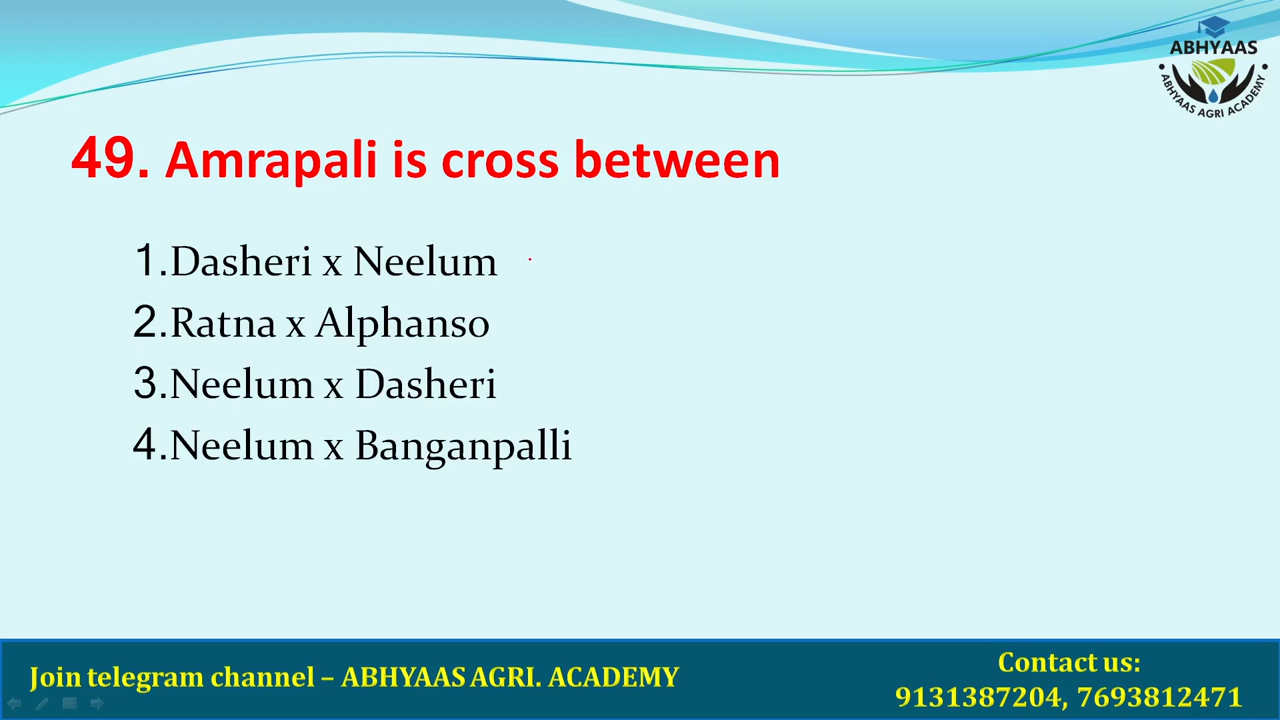 ABHYAAS
ABHYAAS AGRI ACADEMY
49. Amrapali is cross between
1.Dasheri x Neelum
2.Ratna x Alphanso
3.Neelum x Dasheri
4.Neelum x Banganpalli
Join telegram channel – ABHYAAS AGRI. ACADEMY
Contact us:
9131387204, 7693812471